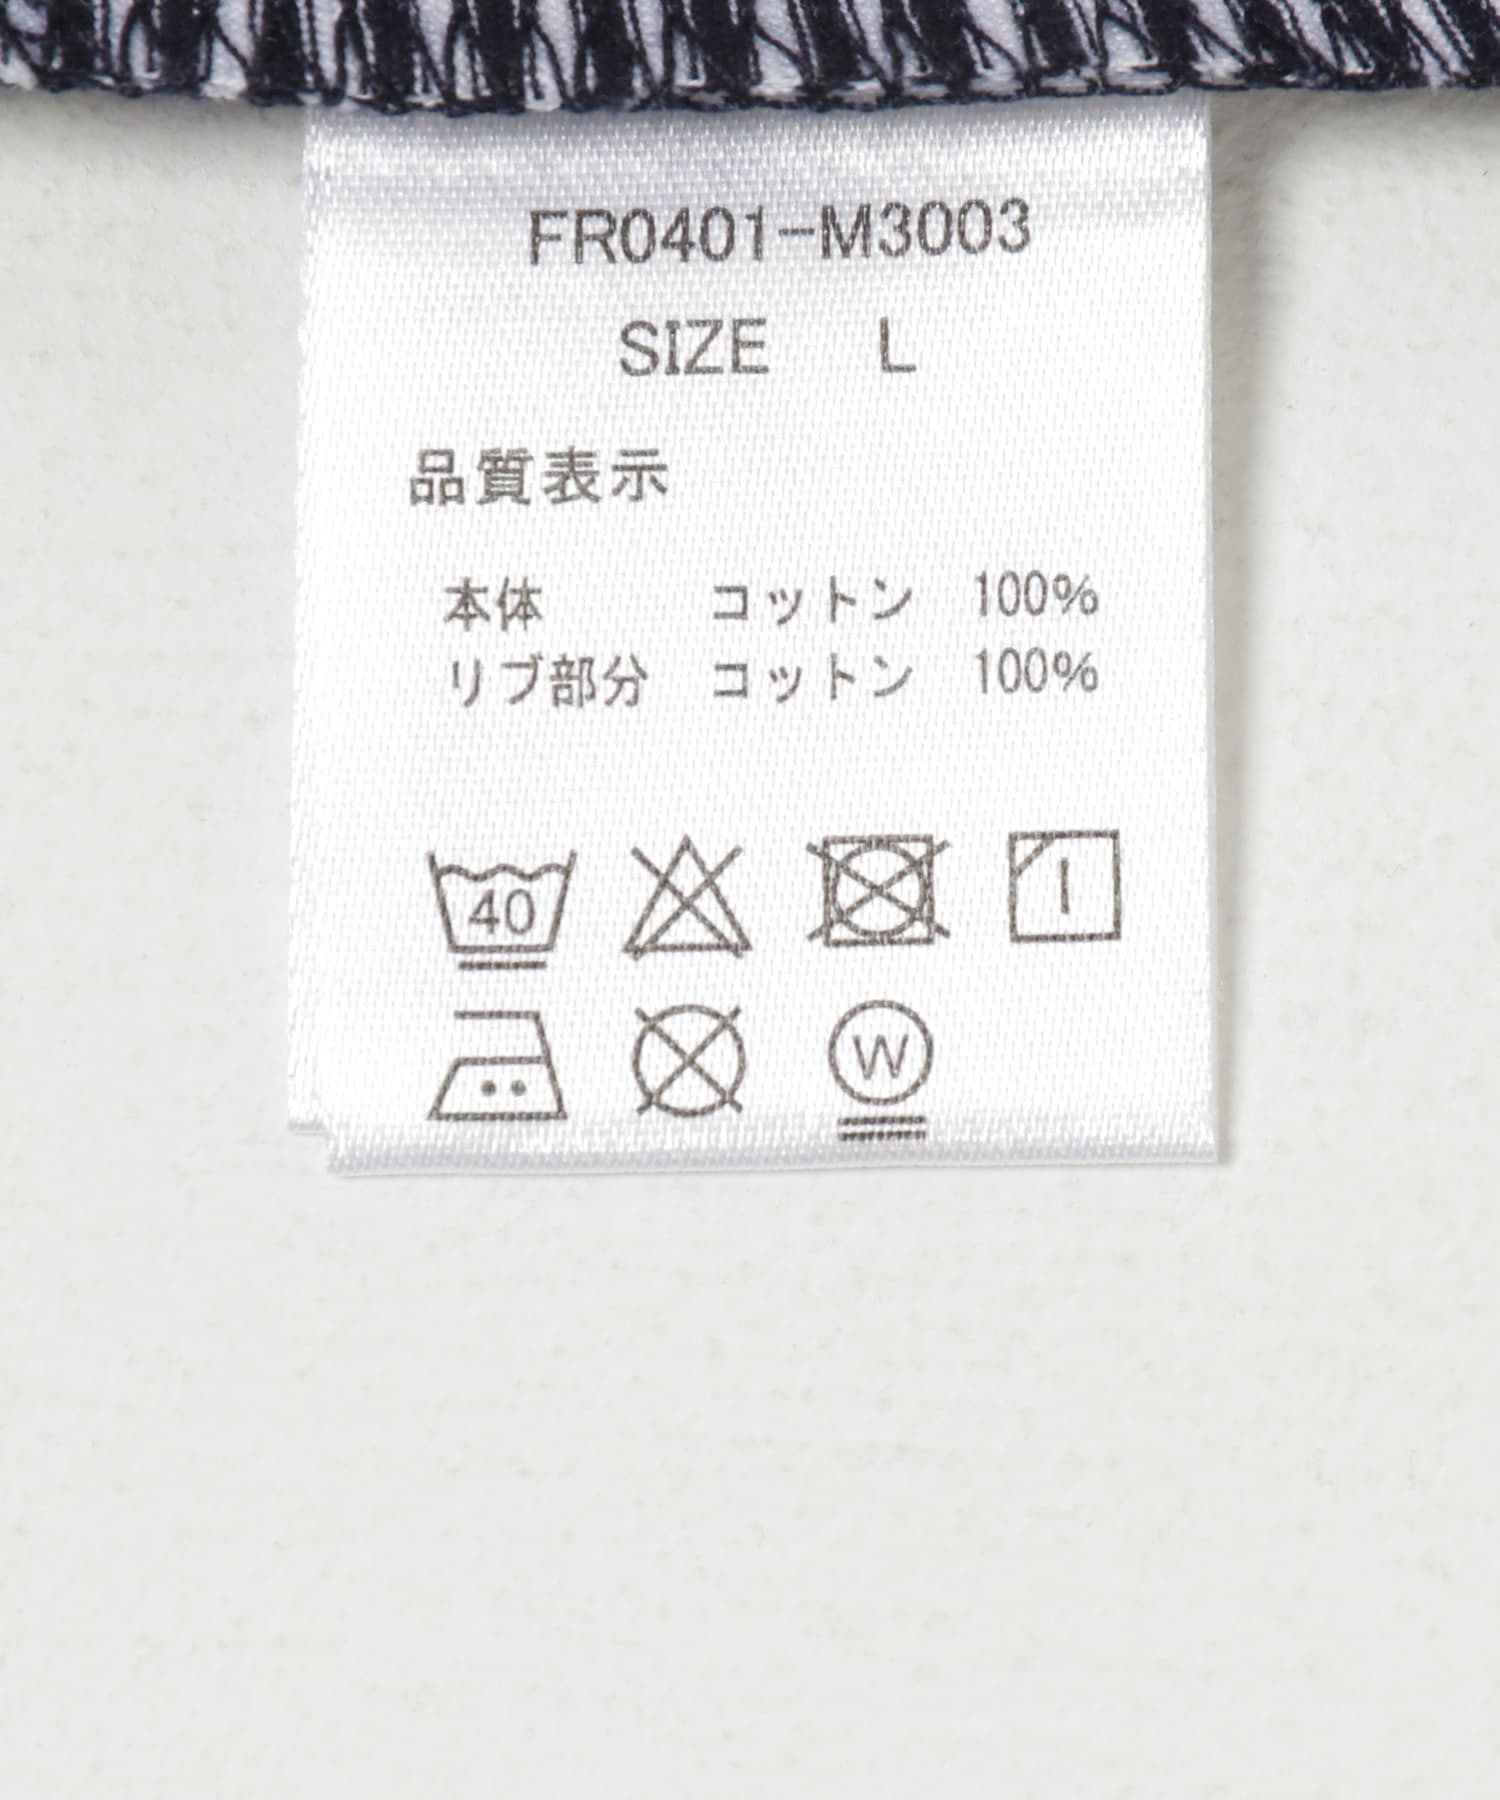 FR0401-M3003
SIZE L
品質表示
本体 コットン 100%
リブ部分 コットン 100%
40
W